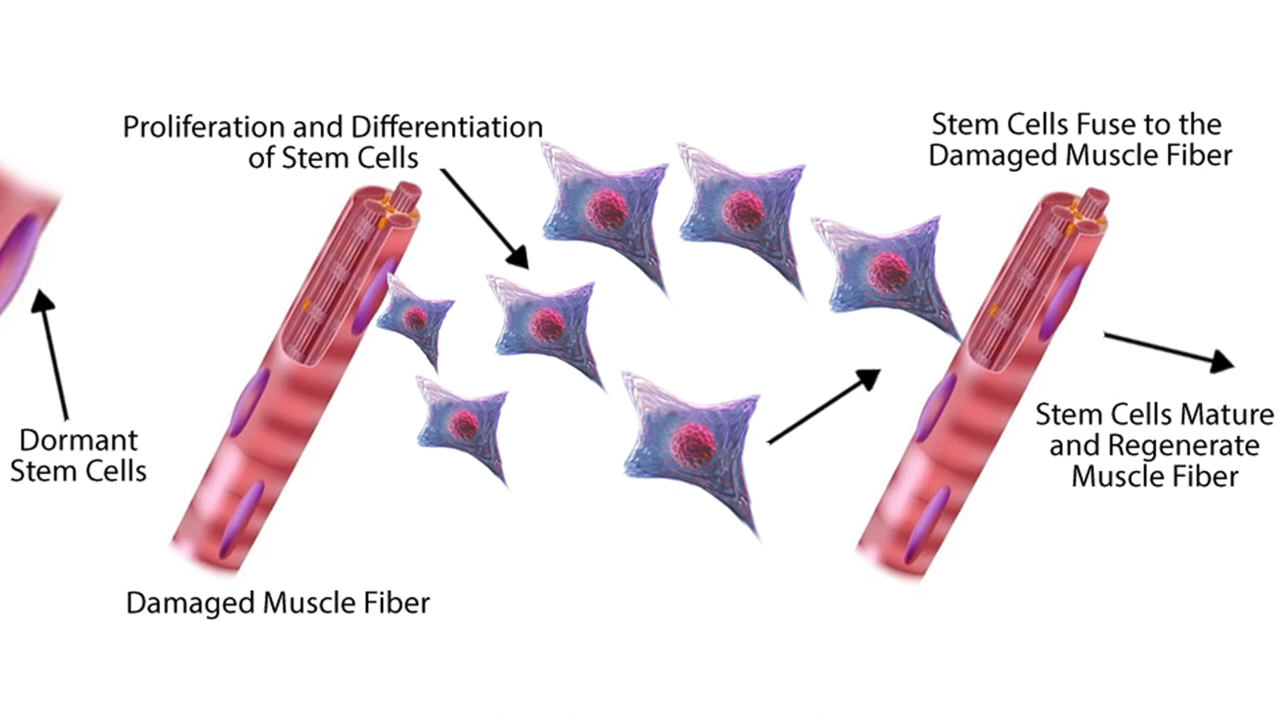 Proliferation and Differentiation
of Stem Cells
Stem Cells Fuse to the
Damaged Muscle Fiber
Dormant
Stem Cells
Stem Cells Mature
and Regenerate
Muscle Fiber
Damaged Muscle Fiber